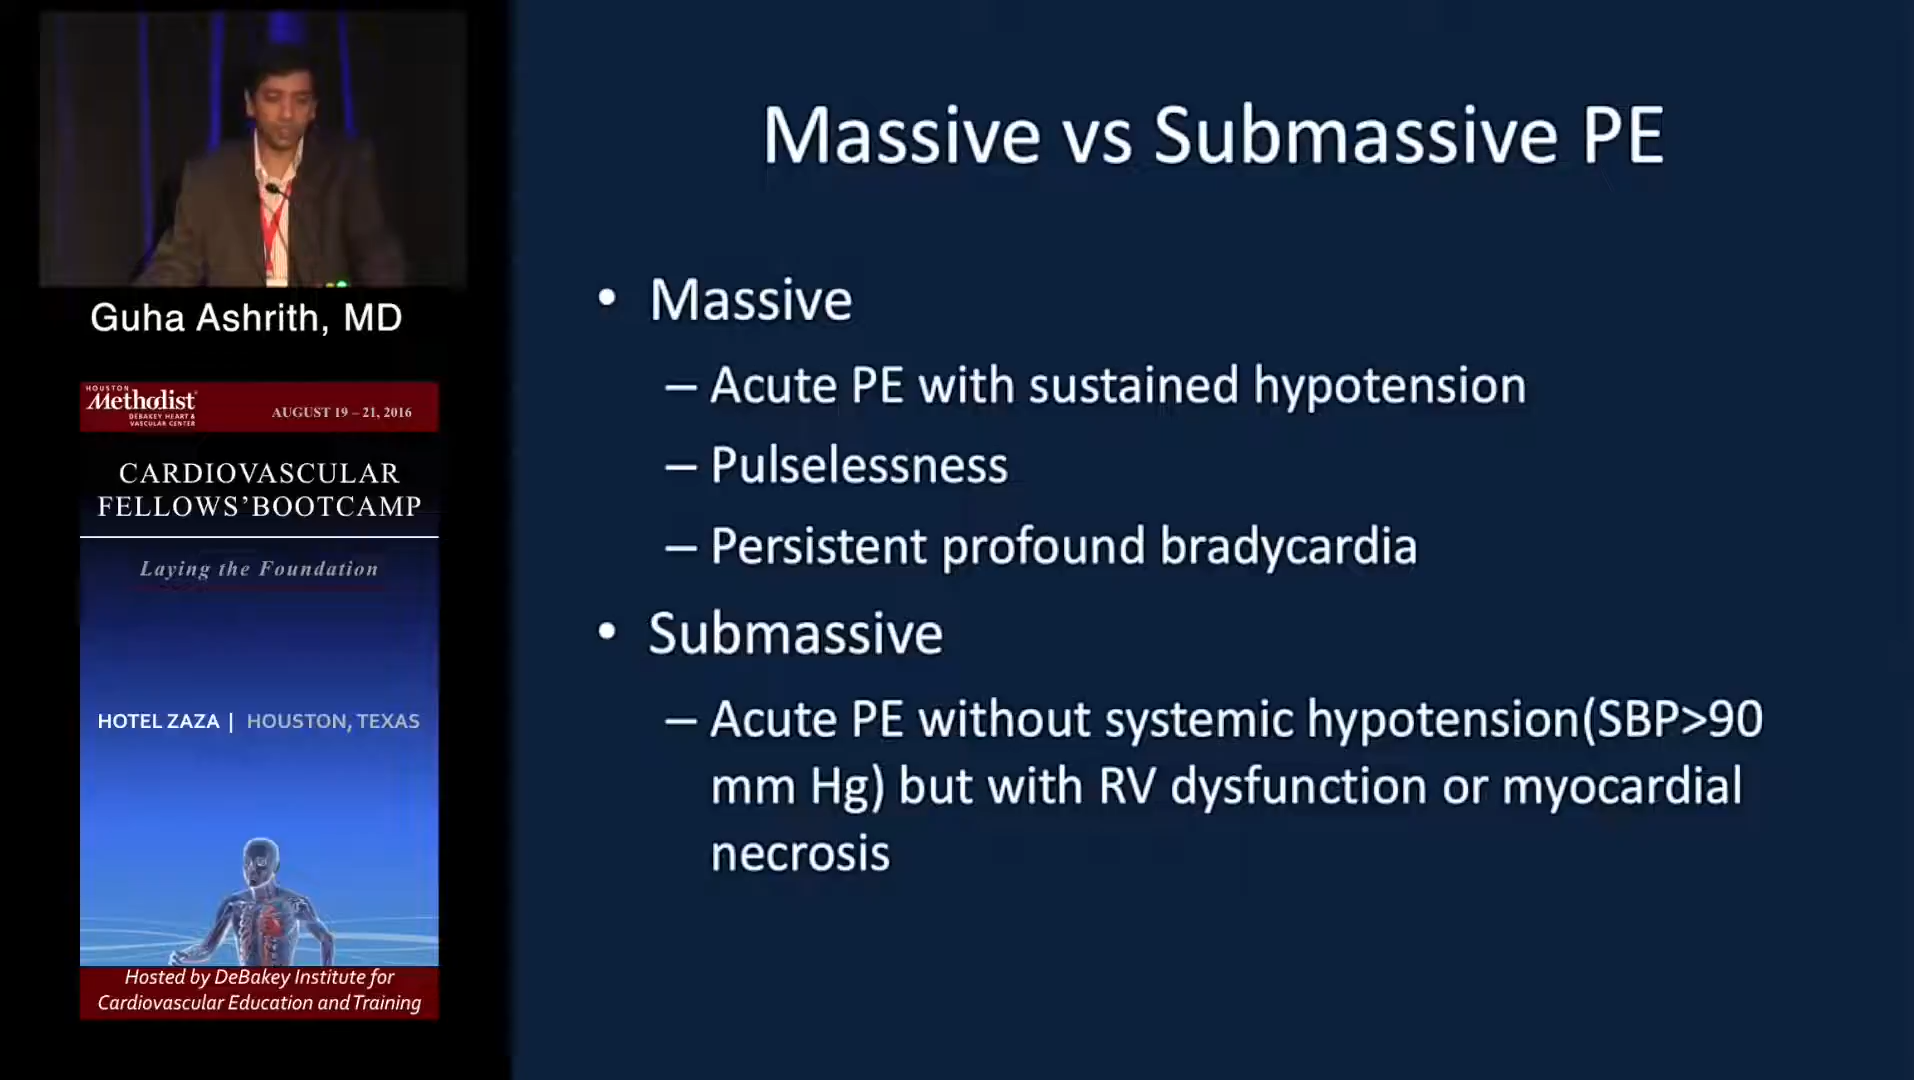 Massive vs Submassive PE
• Massive
– Acute PE with sustained hypotension
– Pulselessness
– Persistent profound bradycardia
• Submassive
– Acute PE without systemic hypotension(SBP>90
mm Hg) but with RV dysfunction or myocardial
necrosis
Guha Ashrith, MD
HOUSTON
Methodist
DEBAKEY HEART &
VASCULAR CENTER
AUGUST 19 – 21, 2016
CARDIOVASCULAR
FELLOWS’BOOTCAMP
Laying the Foundation
HOTEL ZAZA | HOUSTON, TEXAS
Hosted by DeBakey Institute for
Cardiovascular Education and Training